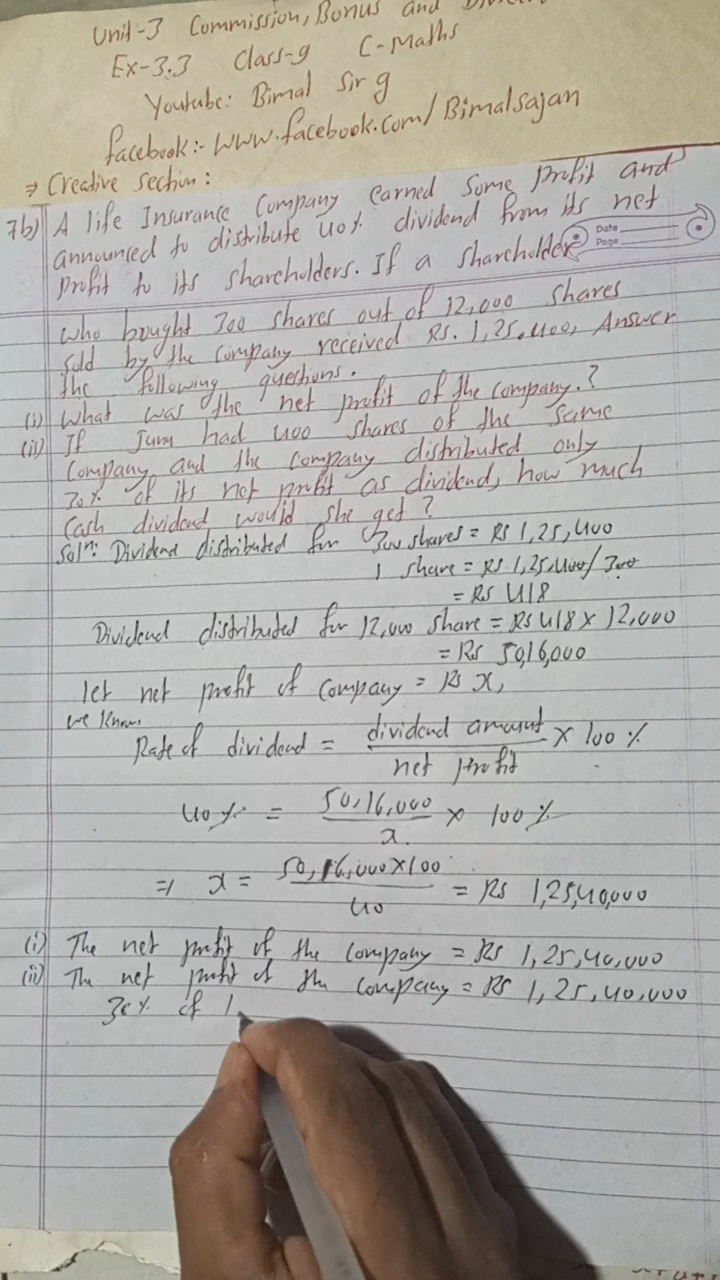 Unit-3 Commission, Bonus and
Ex-3.3 Class-9 C-Maths
Youtube: Bimal Sir g
facebook:- www.facebook.com/Bimalsajan
⇒ Creative section:
7b) A life Insurance Company earned some profit and
announced to distribute 40% dividend from its net
Date
Page
profit to its shareholders. If a shareholder
who bought 300 shares out of 12,000 shares
sold by the company received Rs. 1,25,400, Answer
the following questions.
(i) What was the net profit of the company.?
(ii) If had 400 shares of the same
company and the company distributed only
30% of its net profit as dividend, how much
cash dividend would she get?
Solⁿ: Dividend distributed for 300 shares = Rs 1,25,400
1 share = Rs 1,25,400/300
= Rs 418
Dividend distributed for 12,000 share = Rs 418 × 12,000
= Rs 50,16,000
let net profit of company = Rs x,
we know
Rate of dividend = dividend amount / net profit × 100 %
40 % = 50,16,000 / x × 100 %
⇒ x = 50,16,000×100 / 40 = Rs 1,25,40,000
(i) The net profit of the company = Rs 1,25,40,000
(ii) The net profit of the company = Rs 1,25,40,000
30% of 1